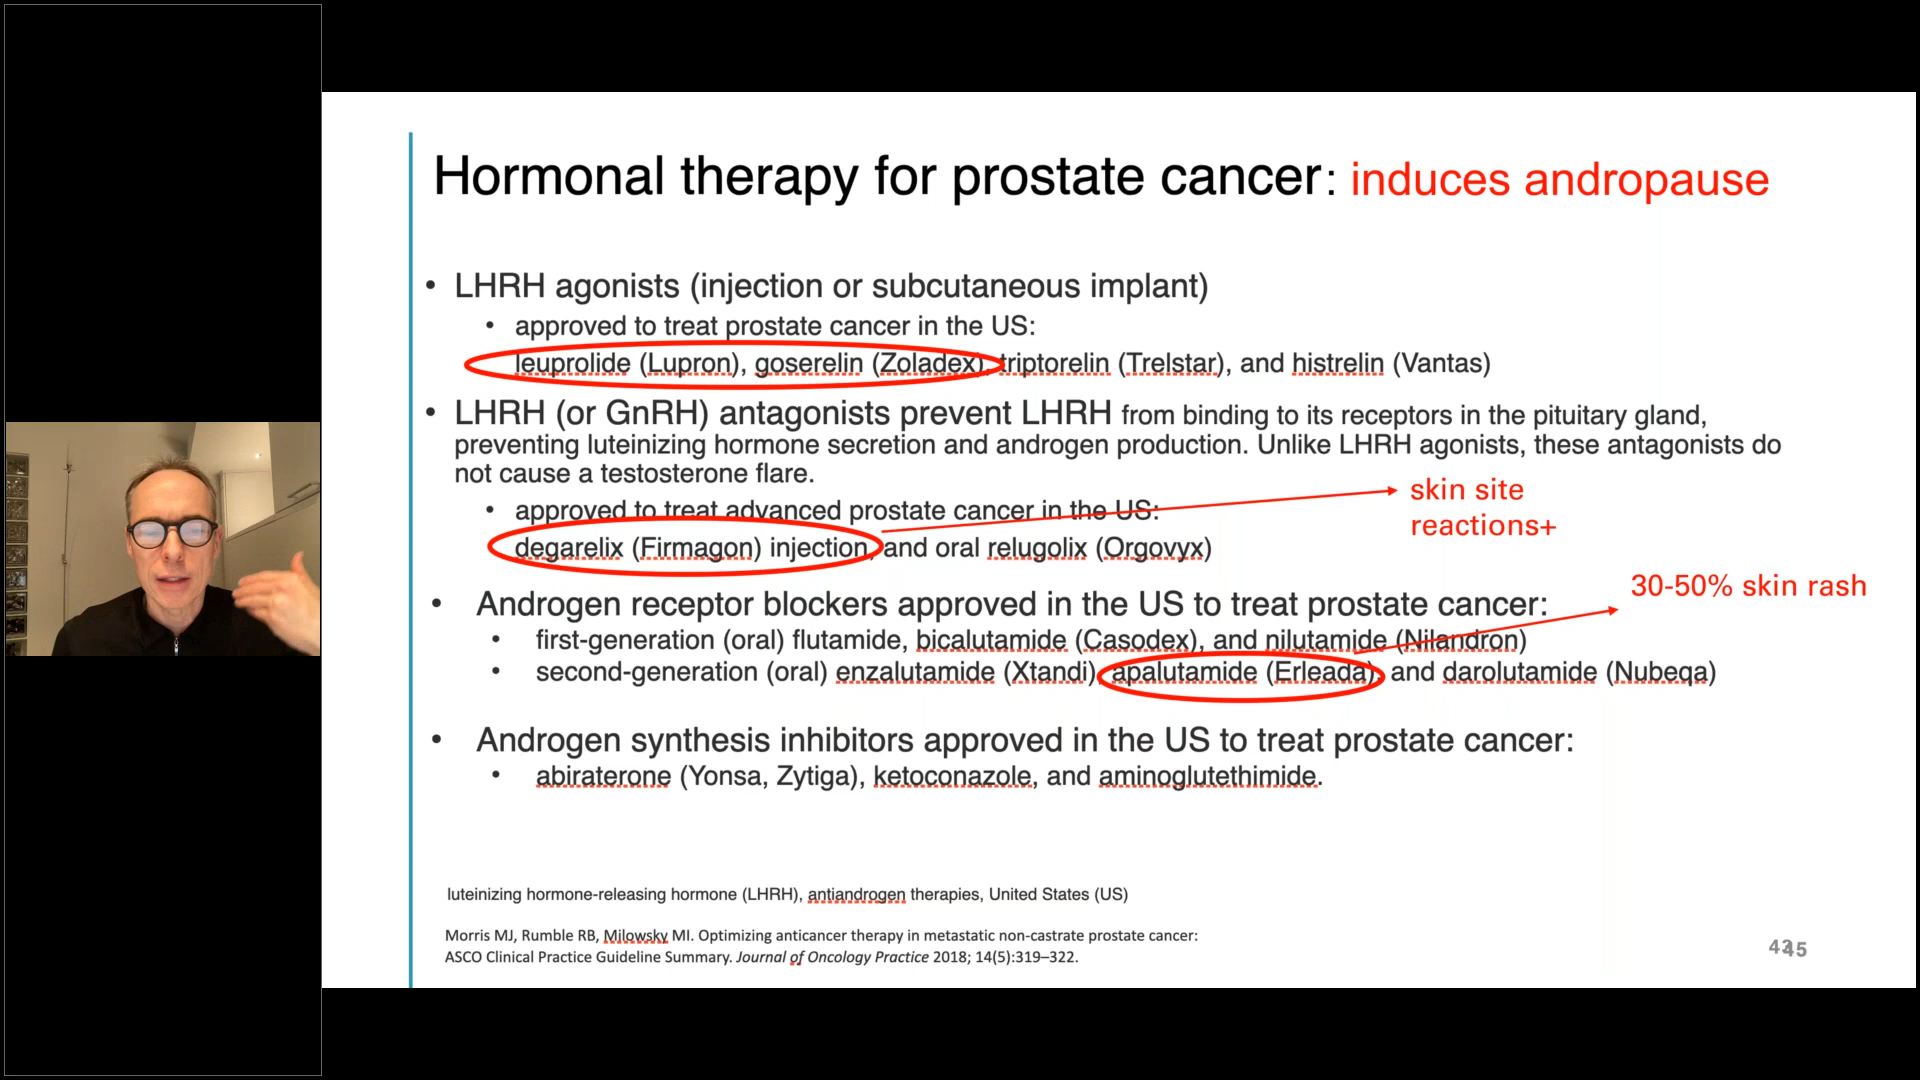 Hormonal therapy for prostate cancer: induces andropause
• LHRH agonists (injection or subcutaneous implant)
• approved to treat prostate cancer in the US:
leuprolide (Lupron), goserelin (Zoladex), triptorelin (Trelstar), and histrelin (Vantas)
• LHRH (or GnRH) antagonists prevent LHRH from binding to its receptors in the pituitary gland,
preventing luteinizing hormone secretion and androgen production. Unlike LHRH agonists, these antagonists do
not cause a testosterone flare.
skin site
reactions+
• approved to treat advanced prostate cancer in the US:
degarelix (Firmagon) injection, and oral relugolix (Orgovyx)
30-50% skin rash
• Androgen receptor blockers approved in the US to treat prostate cancer:
• first-generation (oral) flutamide, bicalutamide (Casodex), and nilutamide (Nilandron)
• second-generation (oral) enzalutamide (Xtandi), apalutamide (Erleada), and darolutamide (Nubeqa)
• Androgen synthesis inhibitors approved in the US to treat prostate cancer:
• abiraterone (Yonsa, Zytiga), ketoconazole, and aminoglutethimide.
luteinizing hormone-releasing hormone (LHRH), antiandrogen therapies, United States (US)
Morris MJ, Rumble RB, Milowsky MI. Optimizing anticancer therapy in metastatic non-castrate prostate cancer:
ASCO Clinical Practice Guideline Summary. Journal of Oncology Practice 2018; 14(5):319–322.
45